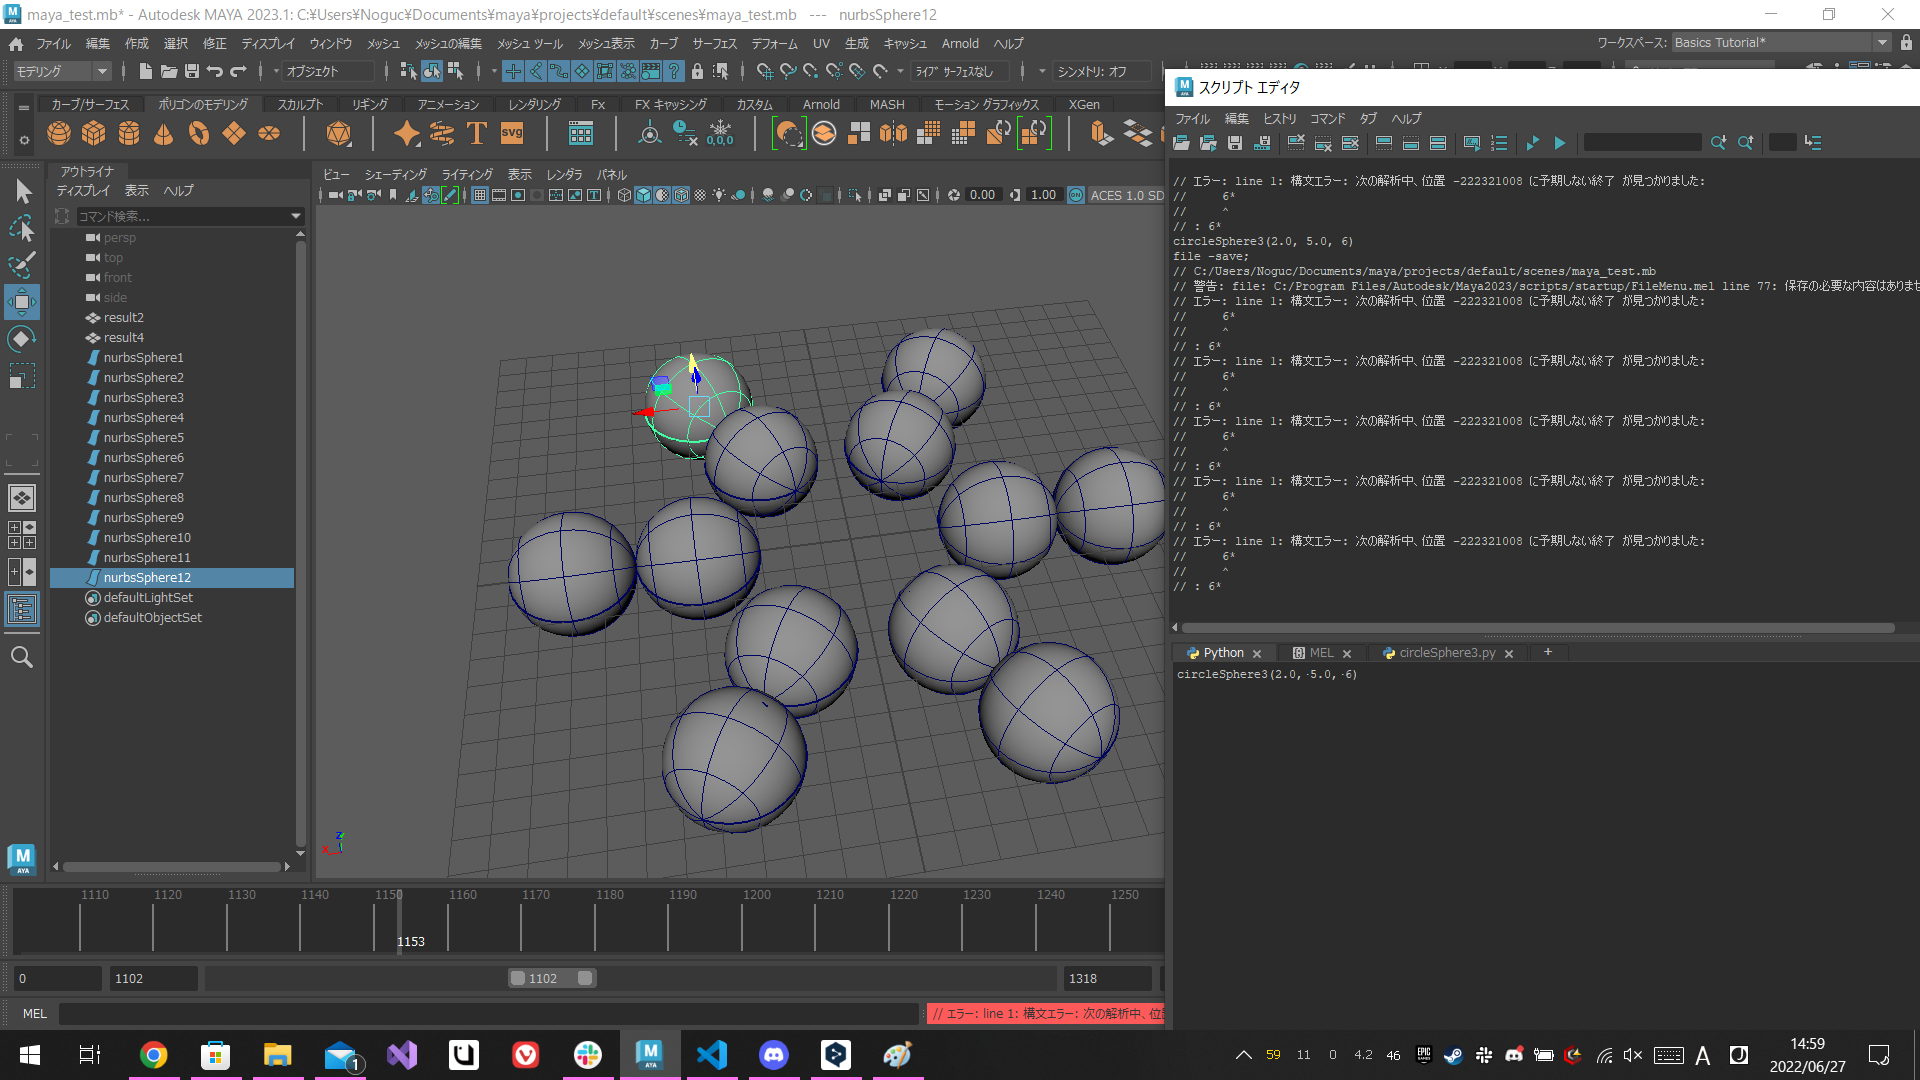 maya_test.mb* - Autodesk MAYA 2023.1: C:¥Users¥Noguc¥Documents¥maya¥projects¥default¥scenes¥maya_test.mb --- nurbsSphere12
ファイル 編集 作成 選択 修正 ディスプレイ ウィンドウ メッシュ メッシュの編集 メッシュ ツール メッシュ表示 カーブ サーフェス デフォーム UV 生成 キャッシュ Arnold ヘルプ
ワークスペース: Basics Tutorial*
モデリング オブジェクト ライブ サーフェスなし シンメトリ: オフ
カーブ/サーフェス ポリゴンのモデリング スカルプト リギング アニメーション レンダリング Fx FX キャッシング カスタム Arnold MASH モーション グラフィックス XGen
SVG
0,0,0
アウトライナ
ディスプレイ 表示 ヘルプ
コマンド検索...
persp
top
front
side
result2
result4
nurbsSphere1
nurbsSphere2
nurbsSphere3
nurbsSphere4
nurbsSphere5
nurbsSphere6
nurbsSphere7
nurbsSphere8
nurbsSphere9
nurbsSphere10
nurbsSphere11
nurbsSphere12
defaultLightSet
defaultObjectSet
ビュー シェーディング ライティング 表示 レンダラ パネル
0.00 1.00 ACES 1.0 SD
z
x
スクリプト エディタ
ファイル 編集 ヒストリ コマンド タブ ヘルプ
// エラー: line 1: 構文エラー: 次の解析中、位置 -222321008 に予期しない終了 が見つかりました:
// 6*
// ^
// : 6*
circleSphere3(2.0, 5.0, 6)
file -save;
// C:/Users/Noguc/Documents/maya/projects/default/scenes/maya_test.mb
// 警告: file: C:/Program Files/Autodesk/Maya2023/scripts/startup/FileMenu.mel line 77: 保存の必要な内容はありませ
// エラー: line 1: 構文エラー: 次の解析中、位置 -222321008 に予期しない終了 が見つかりました:
// 6*
// ^
// : 6*
// エラー: line 1: 構文エラー: 次の解析中、位置 -222321008 に予期しない終了 が見つかりました:
// 6*
// ^
// : 6*
// エラー: line 1: 構文エラー: 次の解析中、位置 -222321008 に予期しない終了 が見つかりました:
// 6*
// ^
// : 6*
// エラー: line 1: 構文エラー: 次の解析中、位置 -222321008 に予期しない終了 が見つかりました:
// 6*
// ^
// : 6*
// エラー: line 1: 構文エラー: 次の解析中、位置 -222321008 に予期しない終了 が見つかりました:
// 6*
// ^
// : 6*
Python MEL circleSphere3.py +
circleSphere3(2.0,·5.0,·6)
M
AYA
1110 1120 1130 1140 1150 1160 1170 1180 1190 1200 1210 1220 1230 1240 1250
1153
0 1102 1102 1318
MEL // エラー: line 1: 構文エラー: 次の解析中、位置
1 59 11 0 4.2 46 A 14:59
2022/06/27